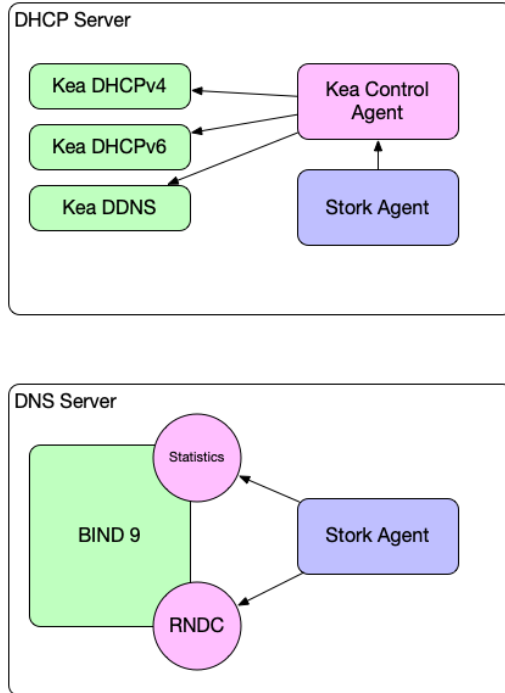 DHCP Server
Kea DHCPv4
Kea Control
Agent
Kea DHCPv6
Kea DDNS
Stork Agent
DNS Server
Statistics
BIND 9
Stork Agent
RNDC